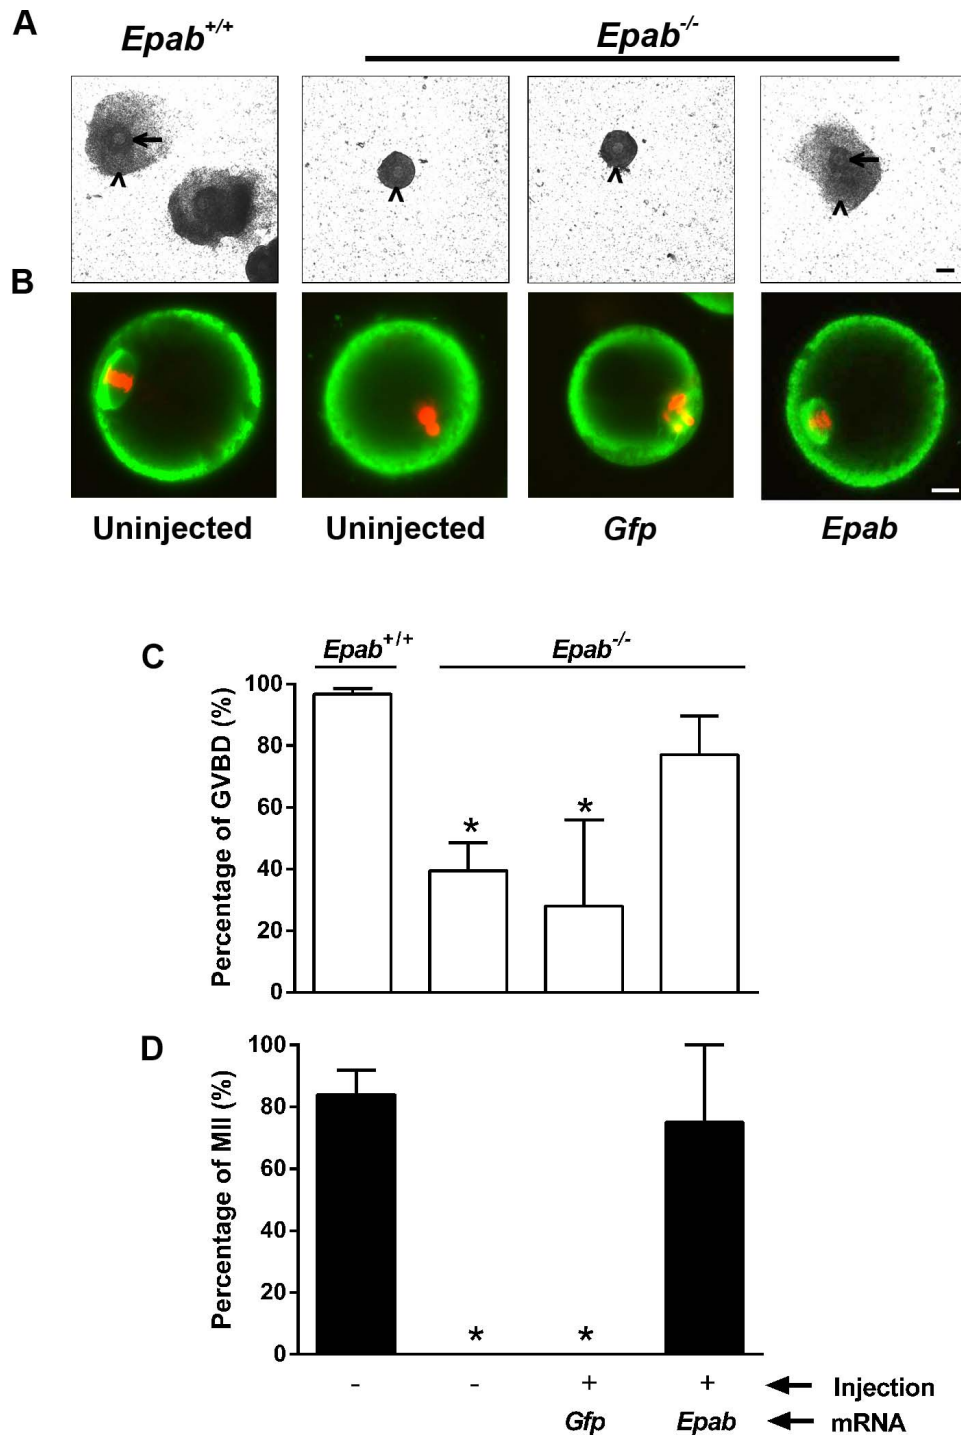 A
Epab+/+ Epab-/-
B
Uninjected Uninjected Gfp Epab
C
Epab+/+ Epab-/-
Percentage of GVBD (%)
100
80
60
40
20
0
* *
D
Percentage of MII (%)
100
80
60
40
20
0
* *
- - + + Injection
Gfp Epab mRNA